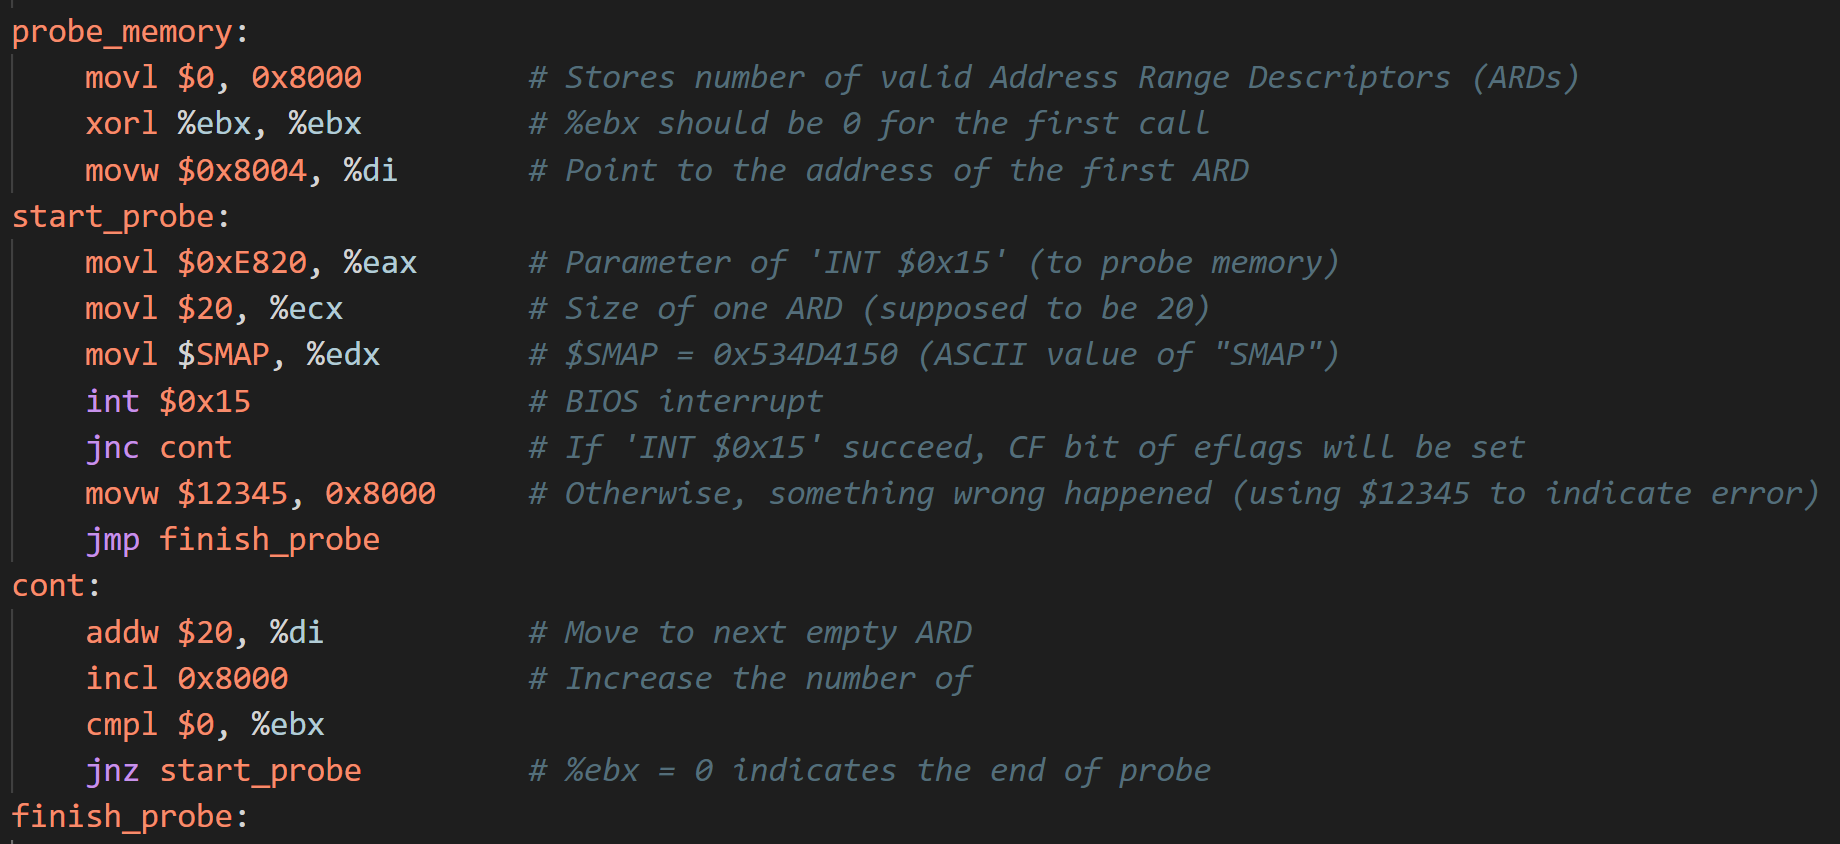 probe_memory:
    movl $0, 0x8000         # Stores number of valid Address Range Descriptors (ARDs)
    xorl %ebx, %ebx         # %ebx should be 0 for the first call
    movw $0x8004, %di       # Point to the address of the first ARD
start_probe:
    movl $0xE820, %eax      # Parameter of 'INT $0x15' (to probe memory)
    movl $20, %ecx          # Size of one ARD (supposed to be 20)
    movl $SMAP, %edx        # $SMAP = 0x534D4150 (ASCII value of "SMAP")
    int $0x15               # BIOS interrupt
    jnc cont                # If 'INT $0x15' succeed, CF bit of eflags will be set
    movw $12345, 0x8000     # Otherwise, something wrong happened (using $12345 to indicate error)
    jmp finish_probe
cont:
    addw $20, %di           # Move to next empty ARD
    incl 0x8000             # Increase the number of
    cmpl $0, %ebx
    jnz start_probe         # %ebx = 0 indicates the end of probe
finish_probe: